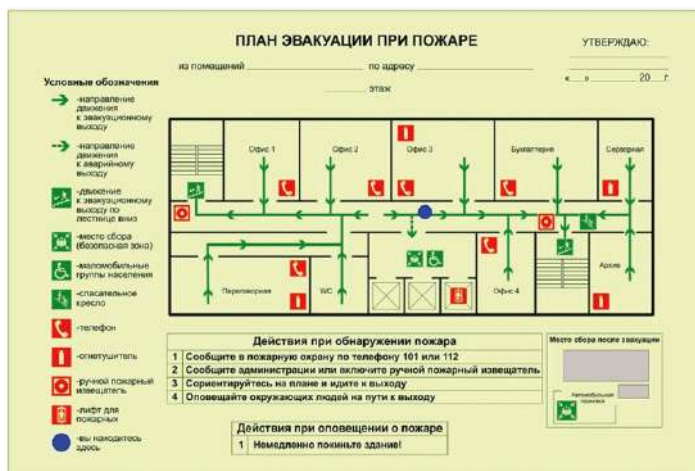 ПЛАН ЭВАКУАЦИИ ПРИ ПОЖАРЕ
УТВЕРЖДАЮ:
из помещений по адресу
этаж
« » 20 г.
Условные обозначения
-направление
движения
к эвакуационному
выходу
-направление
движения
к аварийному
выходу
-движение
к эвакуационному
выходу по
лестнице вниз
-место сбора
(безопасная зона)
-маломобильные
группы населения
-спасательное
кресло
-телефон
-огнетушитель
-ручной пожарный
извещатель
-лифт для
пожарных
-вы находитесь
здесь
Офис 1
Офис 2
Офис 3
Бухгалтерия
Серверная
Переговорная
WC
Офис 4
Архив
Действия при обнаружении пожара
1 Сообщите в пожарную охрану по телефону 101 или 112
2 Сообщите администрации или включите ручной пожарный извещатель
3 Сориентируйтесь на плане и идите к выходу
4 Оповещайте окружающих людей на пути к выходу
Действия при оповещении о пожаре
1 Немедленно покиньте здание!
Место сбора после эвакуации
Автомобильная
парковка